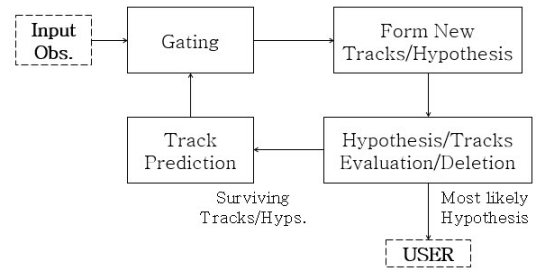 Input
Obs.
Gating
Form New
Tracks/Hypothesis
Track
Prediction
Hypothesis/Tracks
Evaluation/Deletion
Surviving
Tracks/Hyps.
Most likely
Hypothesis
USER